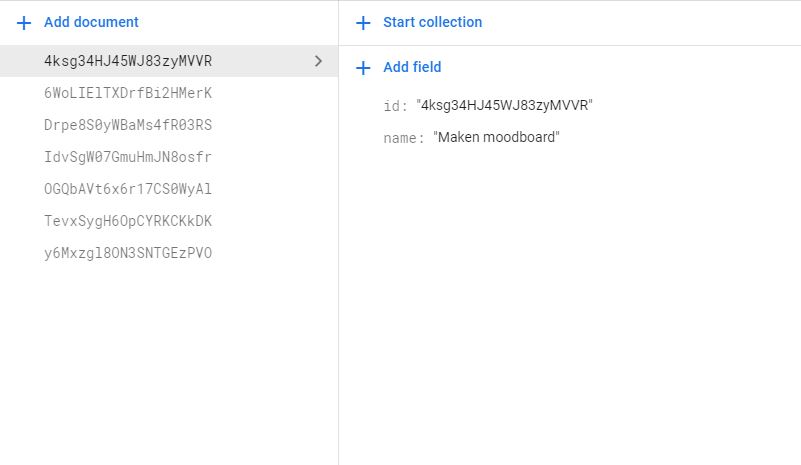 Add document
4ksg34HJ45WJ83zyMVVR
6WoLIElTXDrfBi2HMerK
Drpe8S0yWBaMs4fR03RS
IdvSgW07GmuHmJN8osfr
OGQbAVt6x6r17CS0WyAl
TevxSygH6OpCYRKCKkDK
y6Mxzgl8ON3SNTGEzPVO
Start collection
Add field
id: "4ksg34HJ45WJ83zyMVVR"
name: "Maken moodboard"